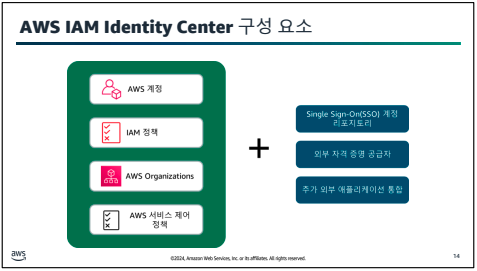 AWS IAM Identity Center 구성 요소
AWS 계정
IAM 정책
AWS Organizations
AWS 서비스 제어
정책
+
Single Sign-On(SSO) 계정
리포지토리
외부 자격 증명 공급자
추가 외부 애플리케이션 통합
aws
©2024, Amazon Web Services, Inc. or its affiliates. All rights reserved.
14